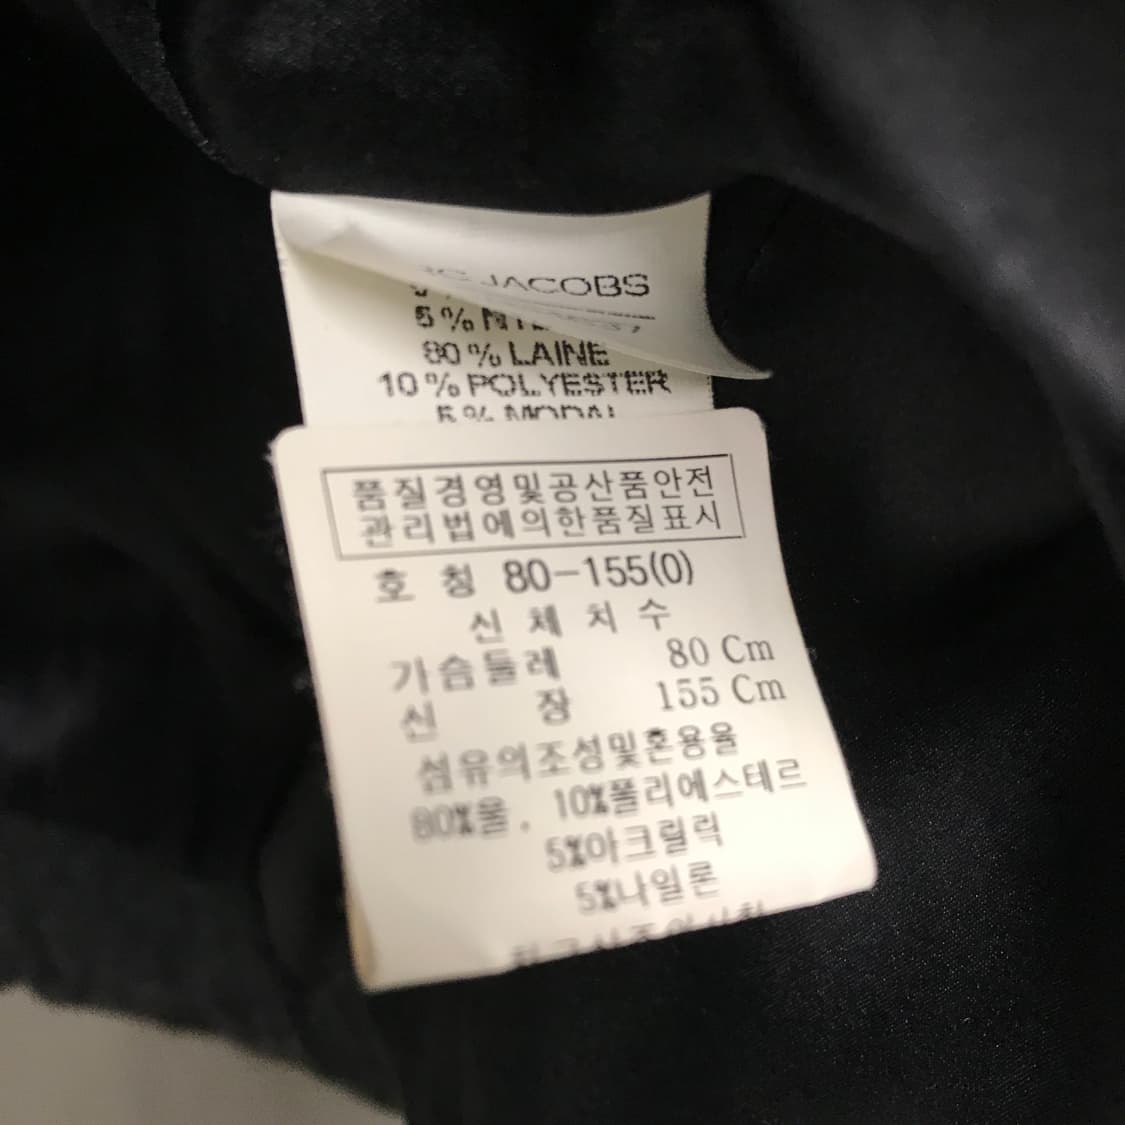 JACOBS
5%
80% LAINE
10% POLYESTER
5% MODAL
품질경영및공산품안전
관리법에의한품질표시
호 칭 80-155(0)
신 체 치 수
가슴둘레 80 Cm
신 장 155 Cm
섬유의조성및혼용율
80%울, 10%폴리에스테르
5%아크릴릭
5%나일론